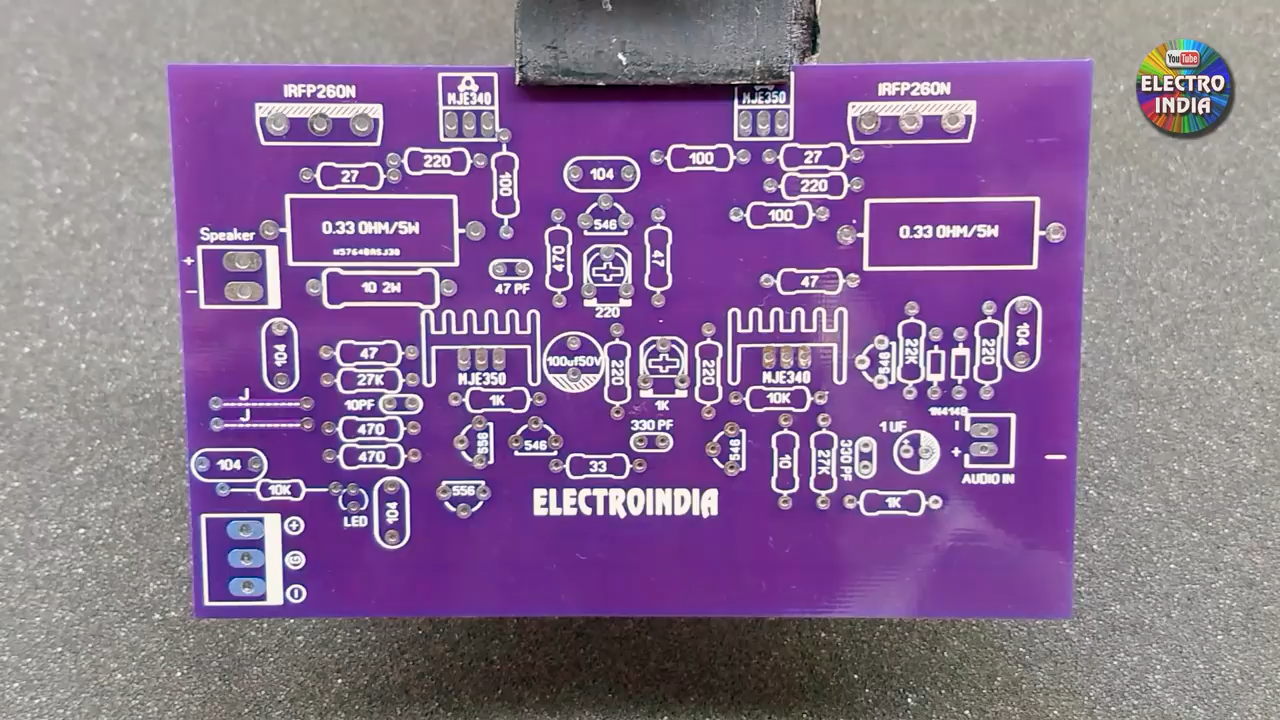 YouTube
ELECTRO
INDIA
IRFP260N
MJE340
MJE350
IRFP260N
27
220
100
104
100
27
220
100
546
Speaker
+
-
0.33 OHM/5W
0.33 OHM/5W
470
47
10 2W
47 PF
220
47
104
47
27K
10PF
470
470
MJE350
1K
100uf50V
220
1K
220
MJE340
10K
546
22K
220
104
1N4148
J
J
104
10K
LED
104
556
556
546
33
330 PF
546
10
27K
330 PF
1UF
-
+
AUDIO IN
1K
ELECTROINDIA
+
G
-